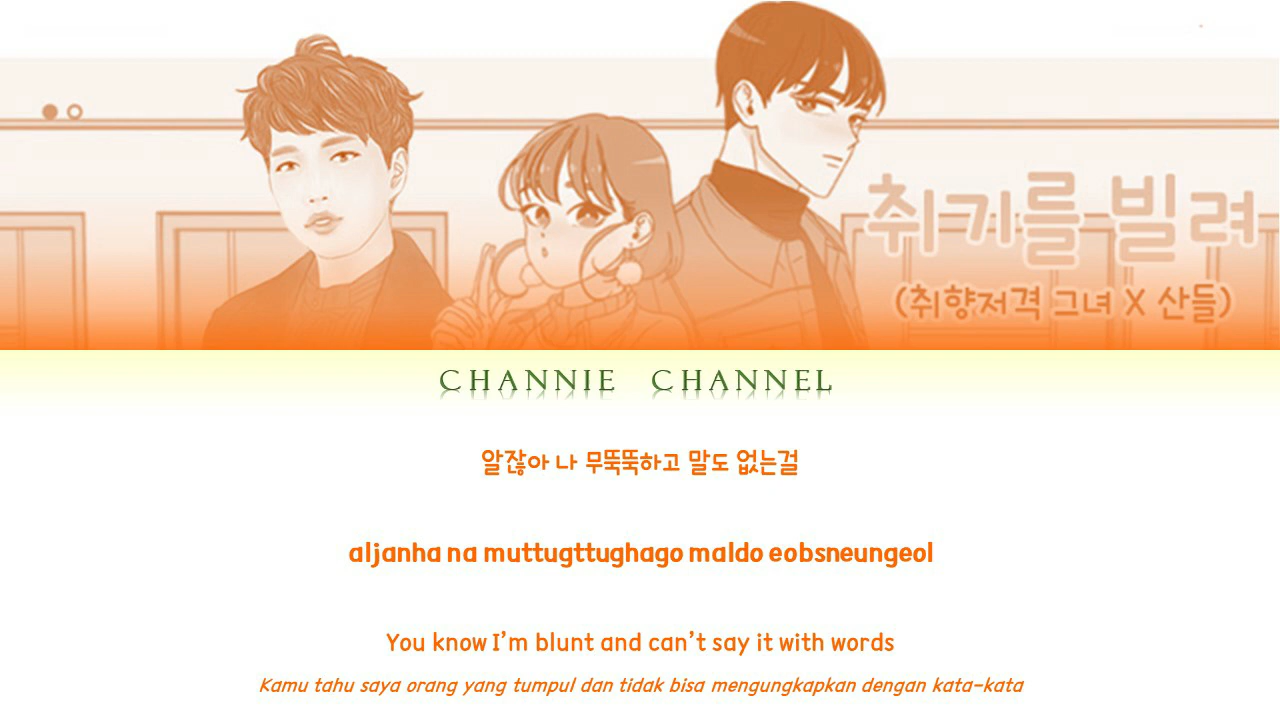 취기를 빌려
(취향저격 그녀 X 산들)
CHANNIE CHANNEL
알잖아 나 무뚝뚝하고 말도 없는걸
aljanha na muttugttughago maldo eobsneungeol
You know I'm blunt and can't say it with words
Kamu tahu saya orang yang tumpul dan tidak bisa mengungkapkan dengan kata-kata